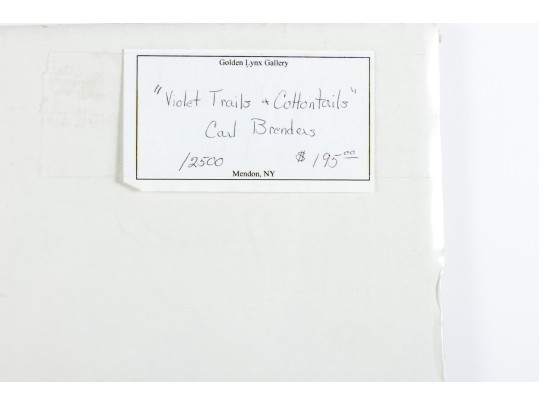 Golden Lynx Gallery
"Violet Trails + Cottontails"
Carl Brenders
/2500 $195.00
Mendon, NY